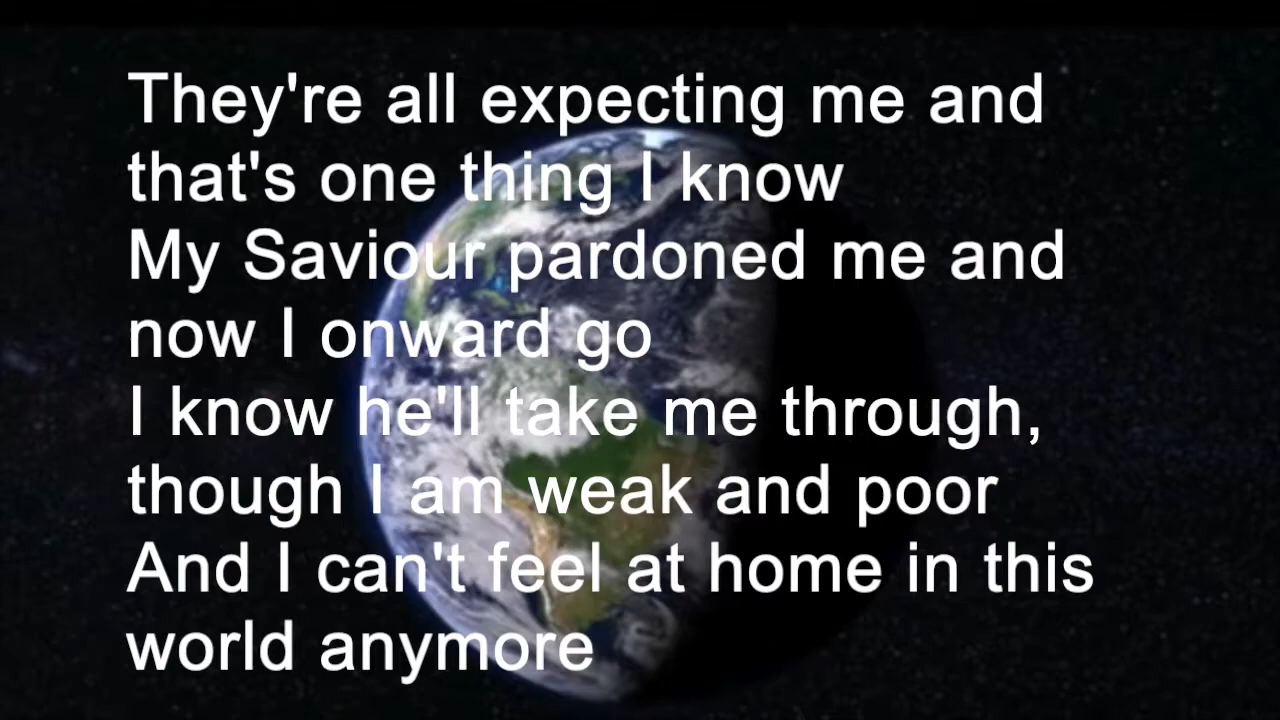 They're all expecting me and
that's one thing I know
My Saviour pardoned me and
now I onward go
I know he'll take me through,
though I am weak and poor
And I can't feel at home in this
world anymore